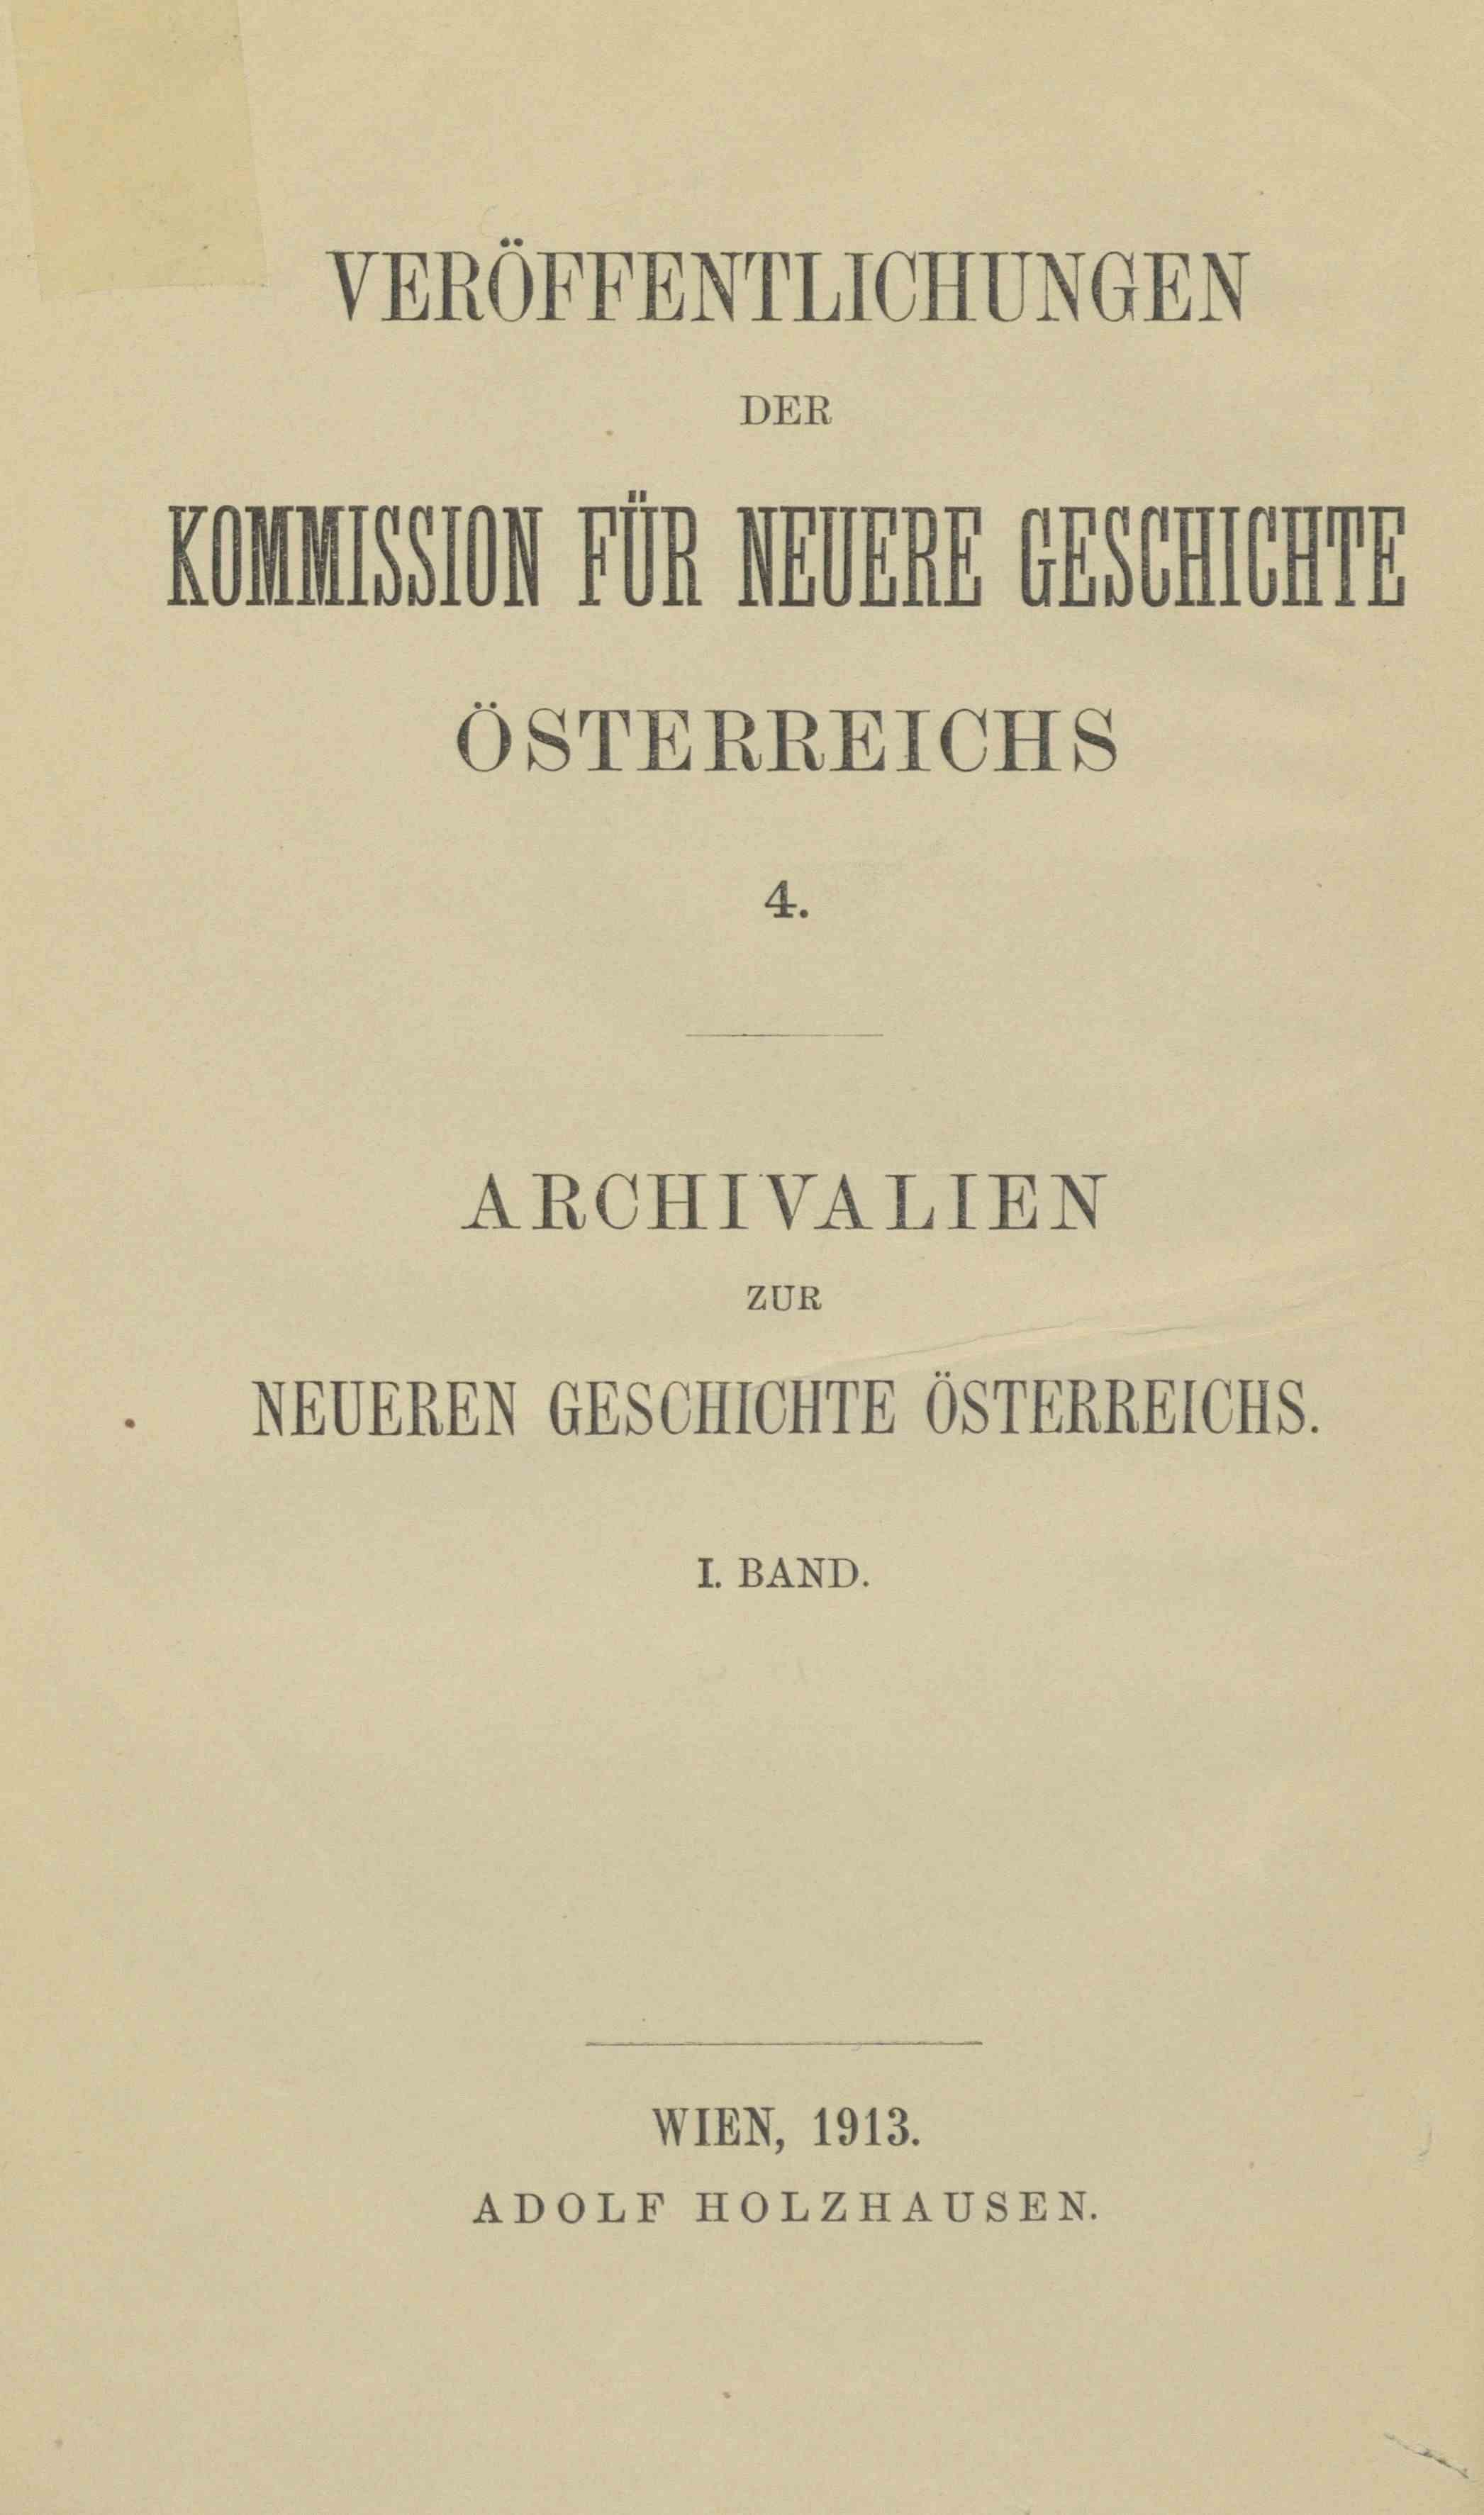 VERÖFFENTLICHUNGEN
DER
KOMMISSION FÜR NEUERE GESCHICHTE
ÖSTERREICHS
4.
ARCHIVALIEN
ZUR
NEUEREN GESCHICHTE ÖSTERREICHS.
I. BAND.
WIEN, 1913.
ADOLF HOLZHAUSEN.